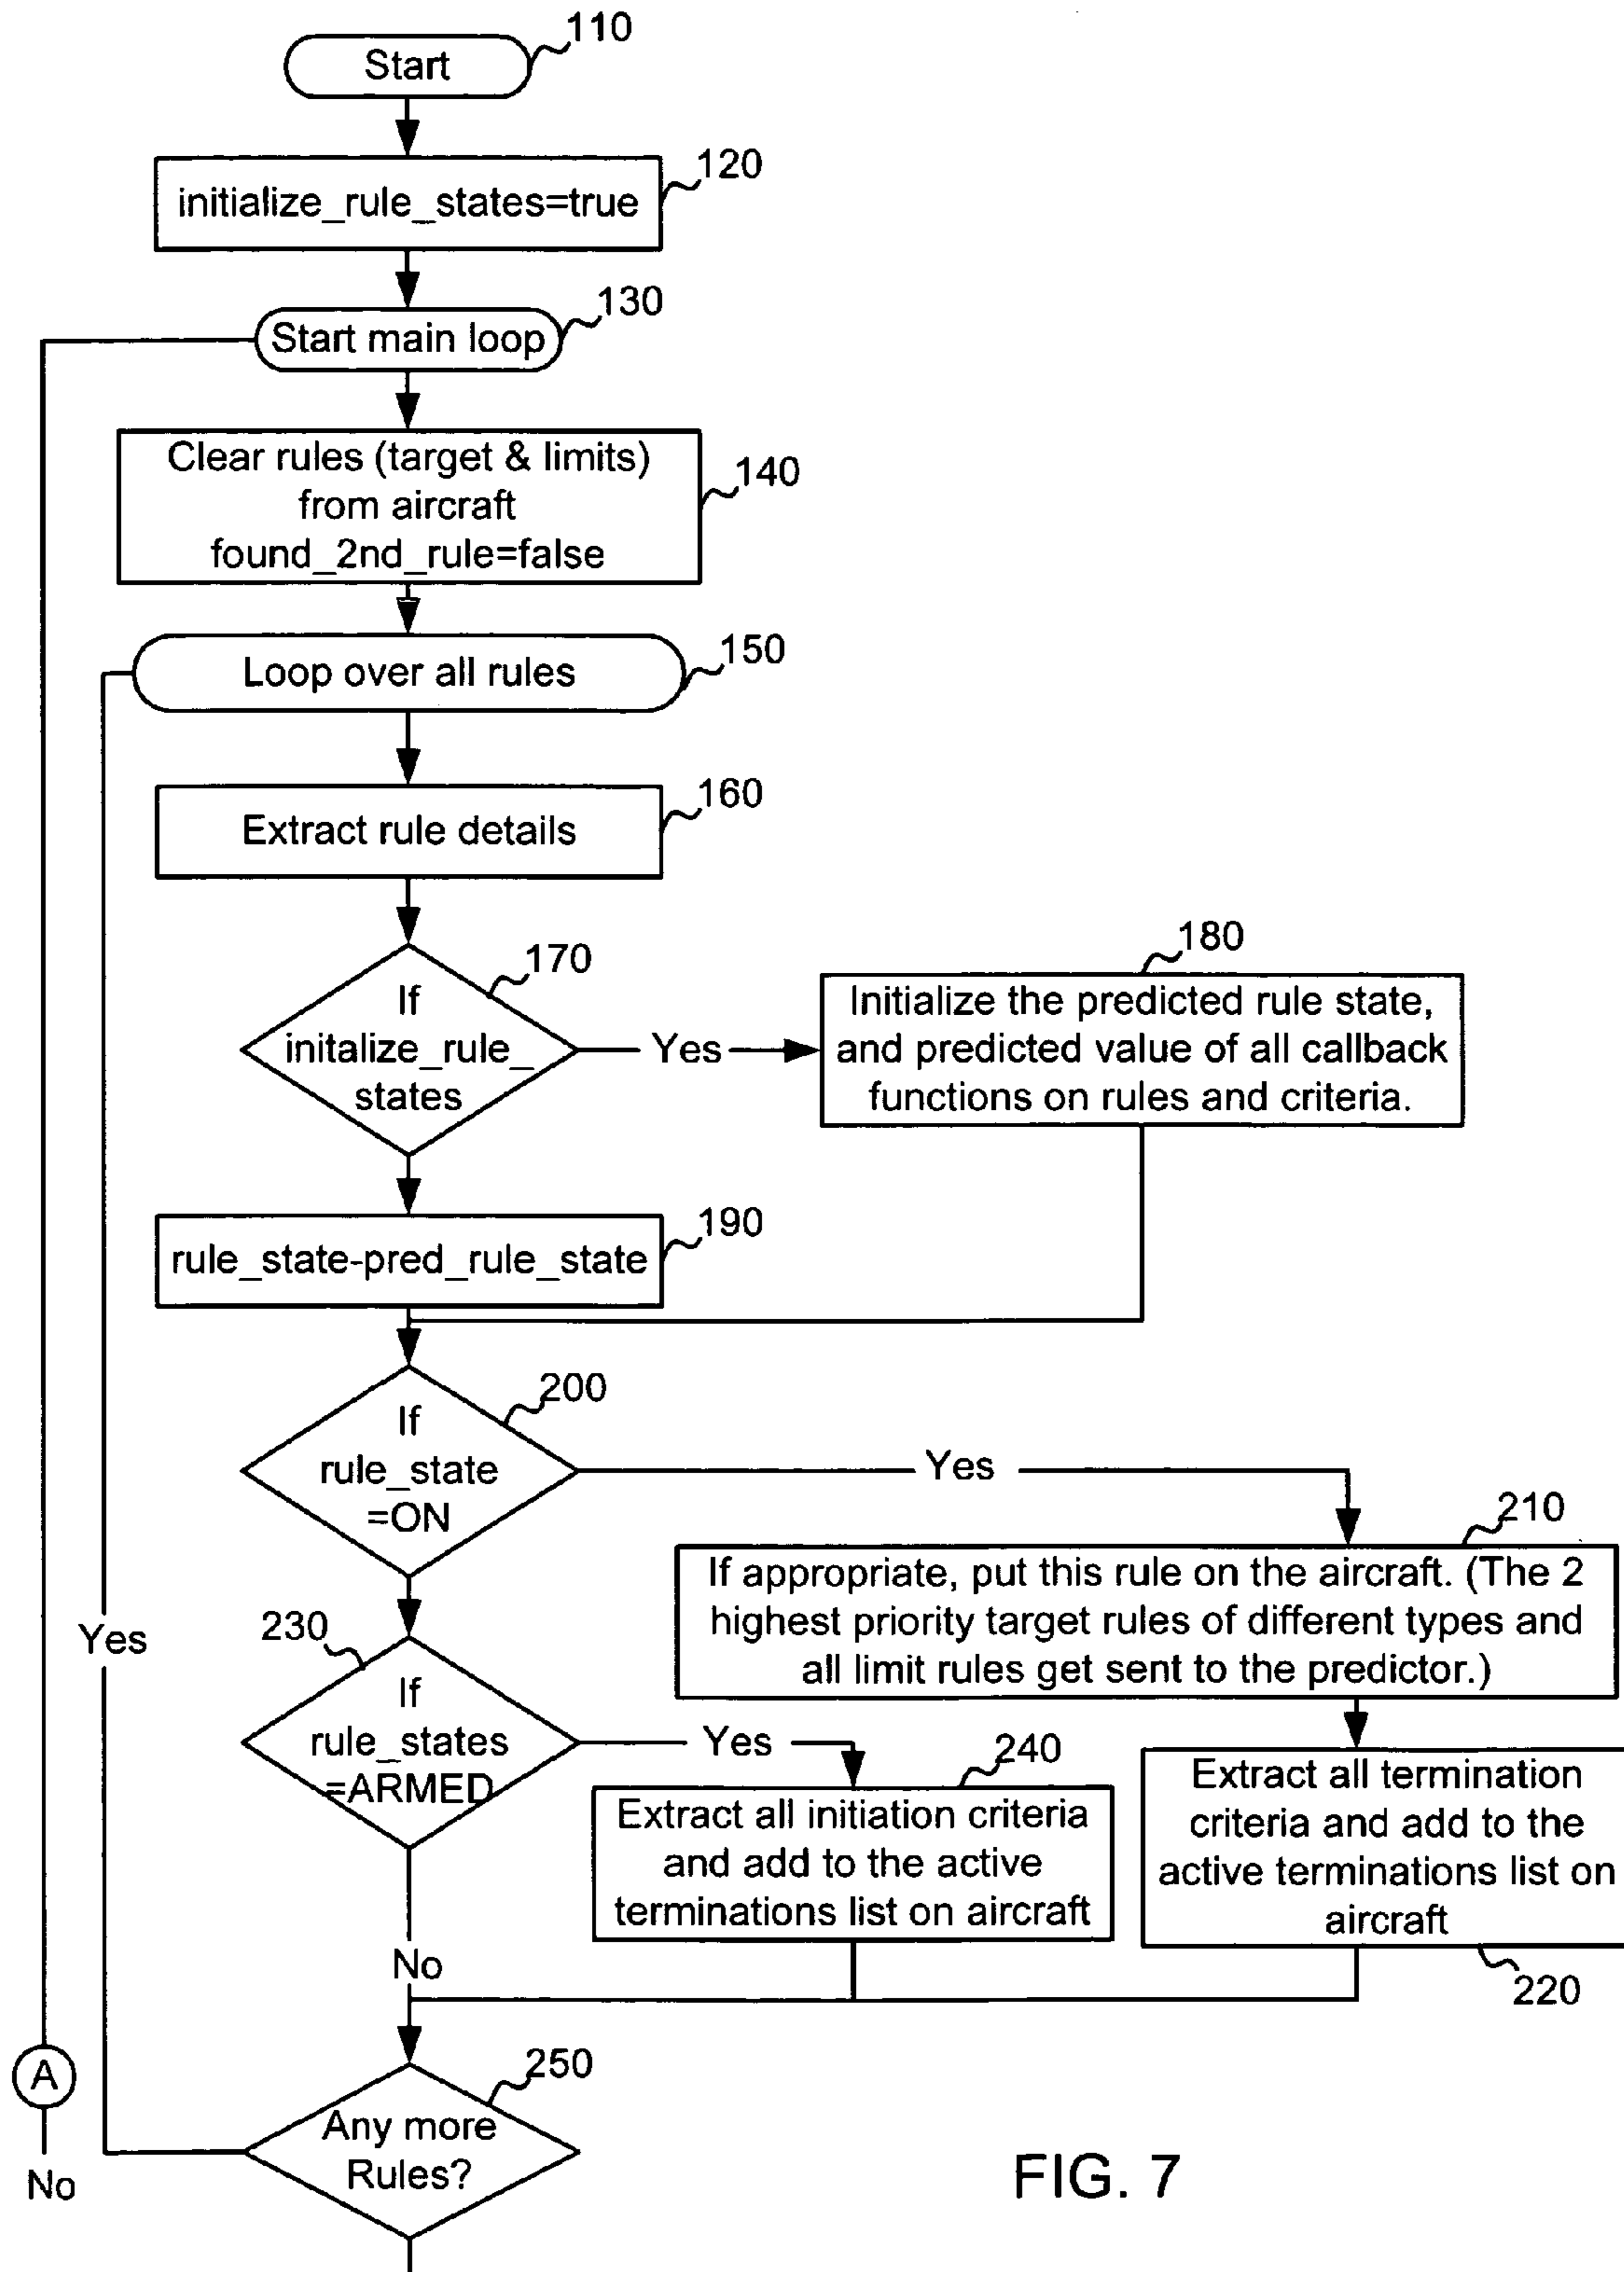 110
Start
120
initialize_rule_states=true
130
Start main loop
Clear rules (target & limits)
from aircraft
found_2nd_rule=false
140
150
Loop over all rules
160
Extract rule details
170
If
initalize_rule_
states
Yes
180
Initialize the predicted rule state,
and predicted value of all callback
functions on rules and criteria.
190
rule_state-pred_rule_state
200
If
rule_state
=ON
Yes
210
If appropriate, put this rule on the aircraft. (The 2
highest priority target rules of different types and
all limit rules get sent to the predictor.)
230
Yes
If
rule_states
=ARMED
Yes
240
Extract all initiation criteria
and add to the active
terminations list on aircraft
Extract all termination
criteria and add to the
active terminations list on
aircraft
220
No
A
No
250
Any more
Rules?
FIG. 7